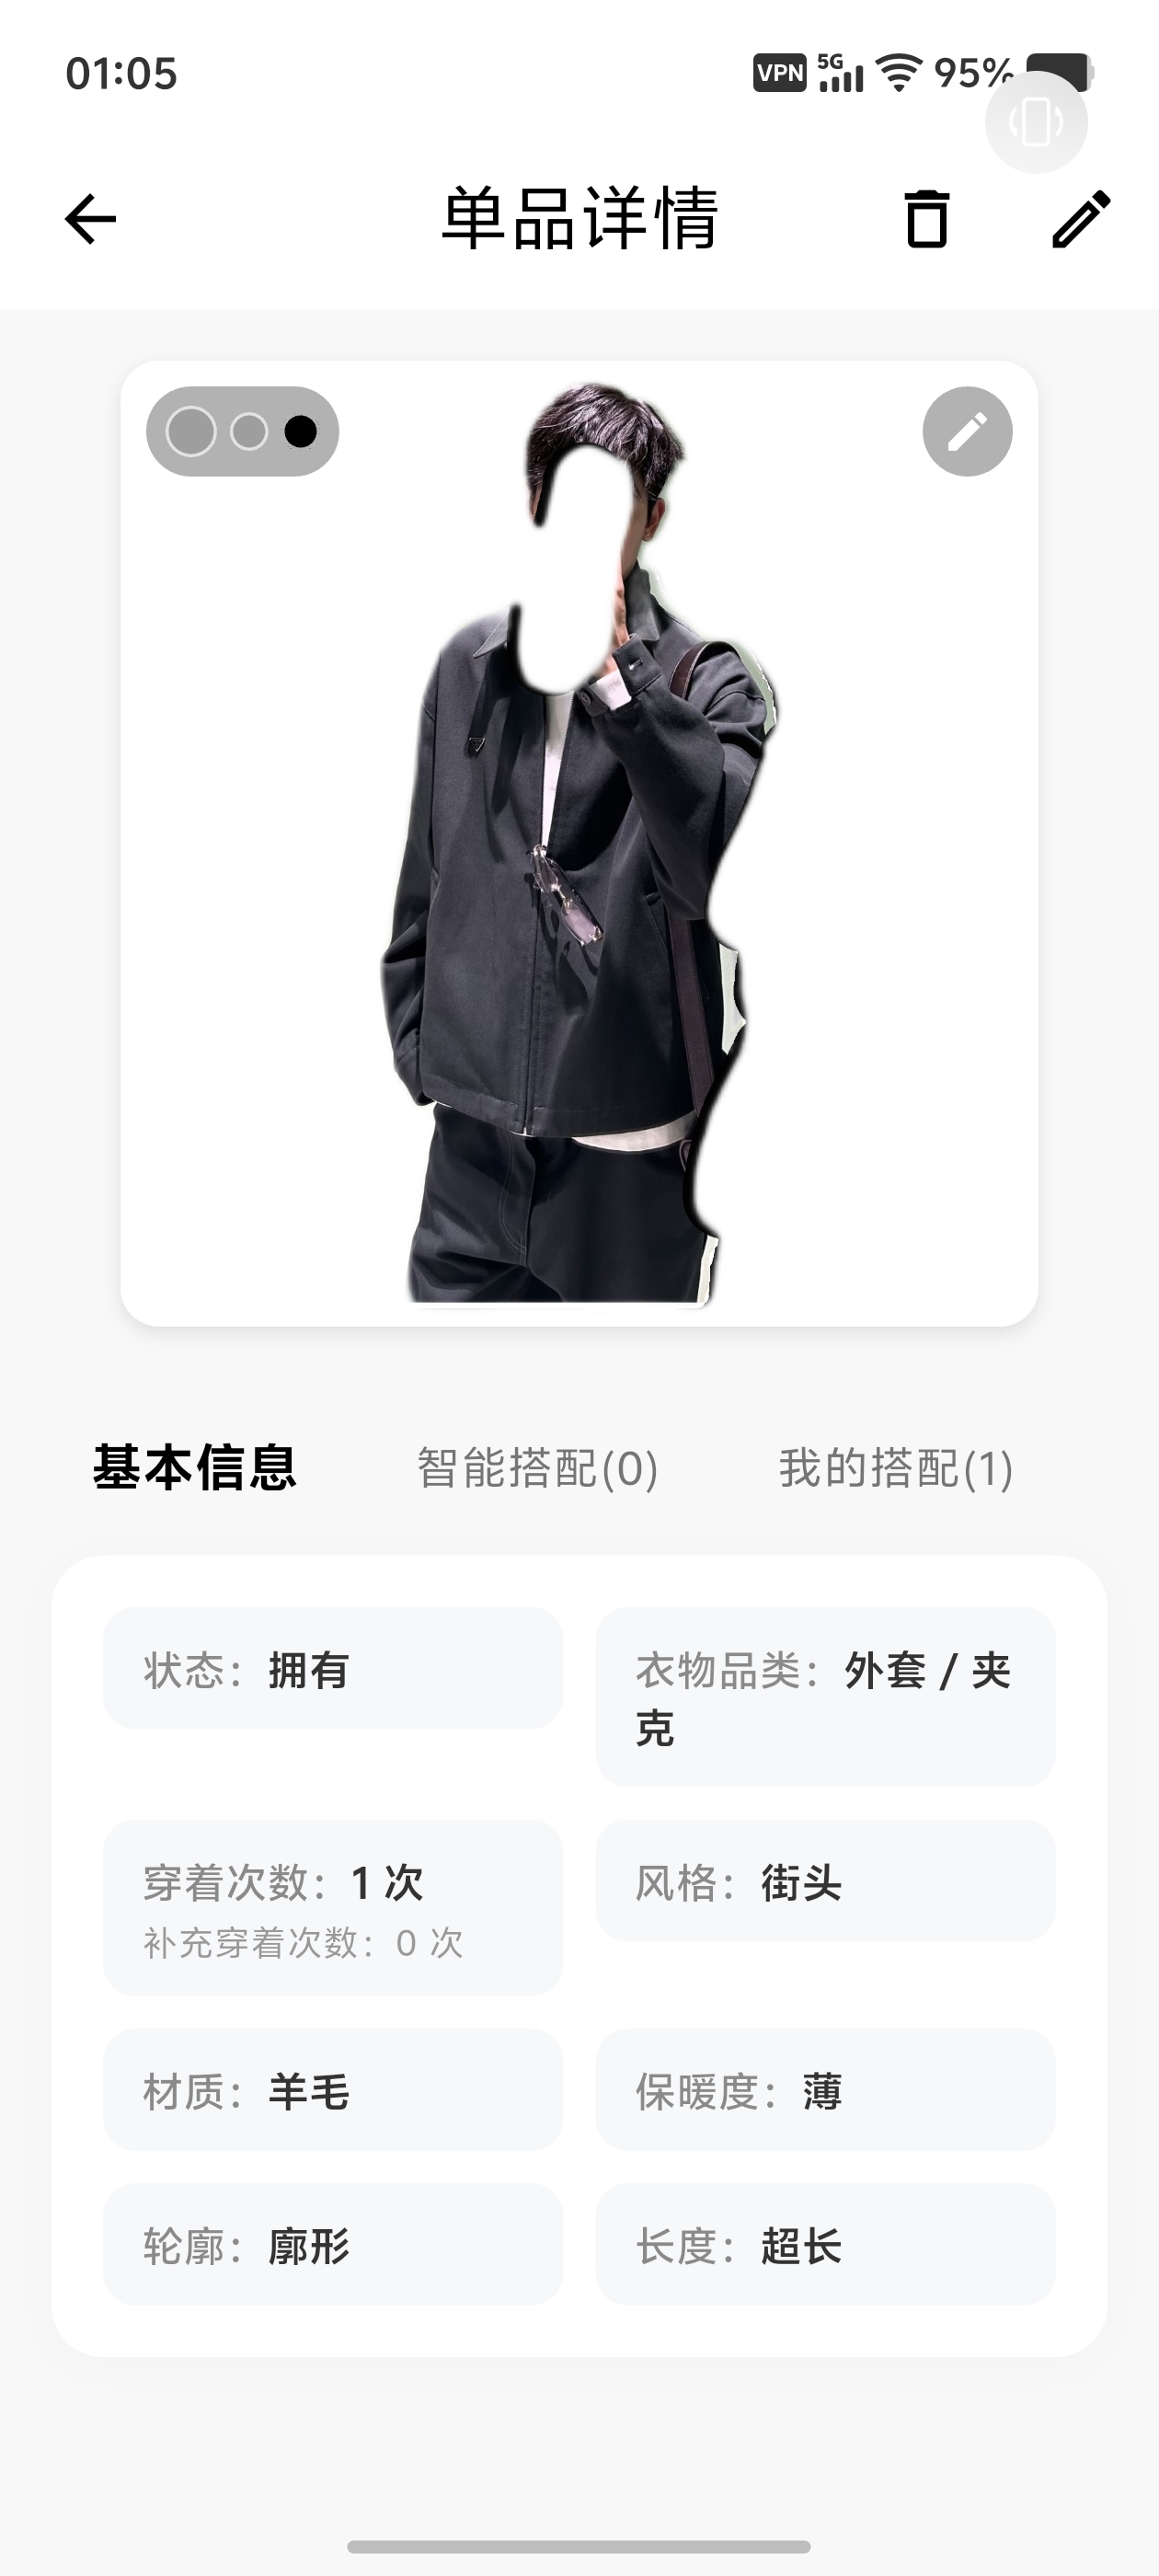 01:05
VPN 5G 95%
单品详情
基本信息
智能搭配(0)
我的搭配(1)
状态：拥有
衣物品类：外套 / 夹
克
穿着次数：1 次
补充穿着次数：0 次
风格：街头
材质：羊毛
保暖度：薄
轮廓：廓形
长度：超长